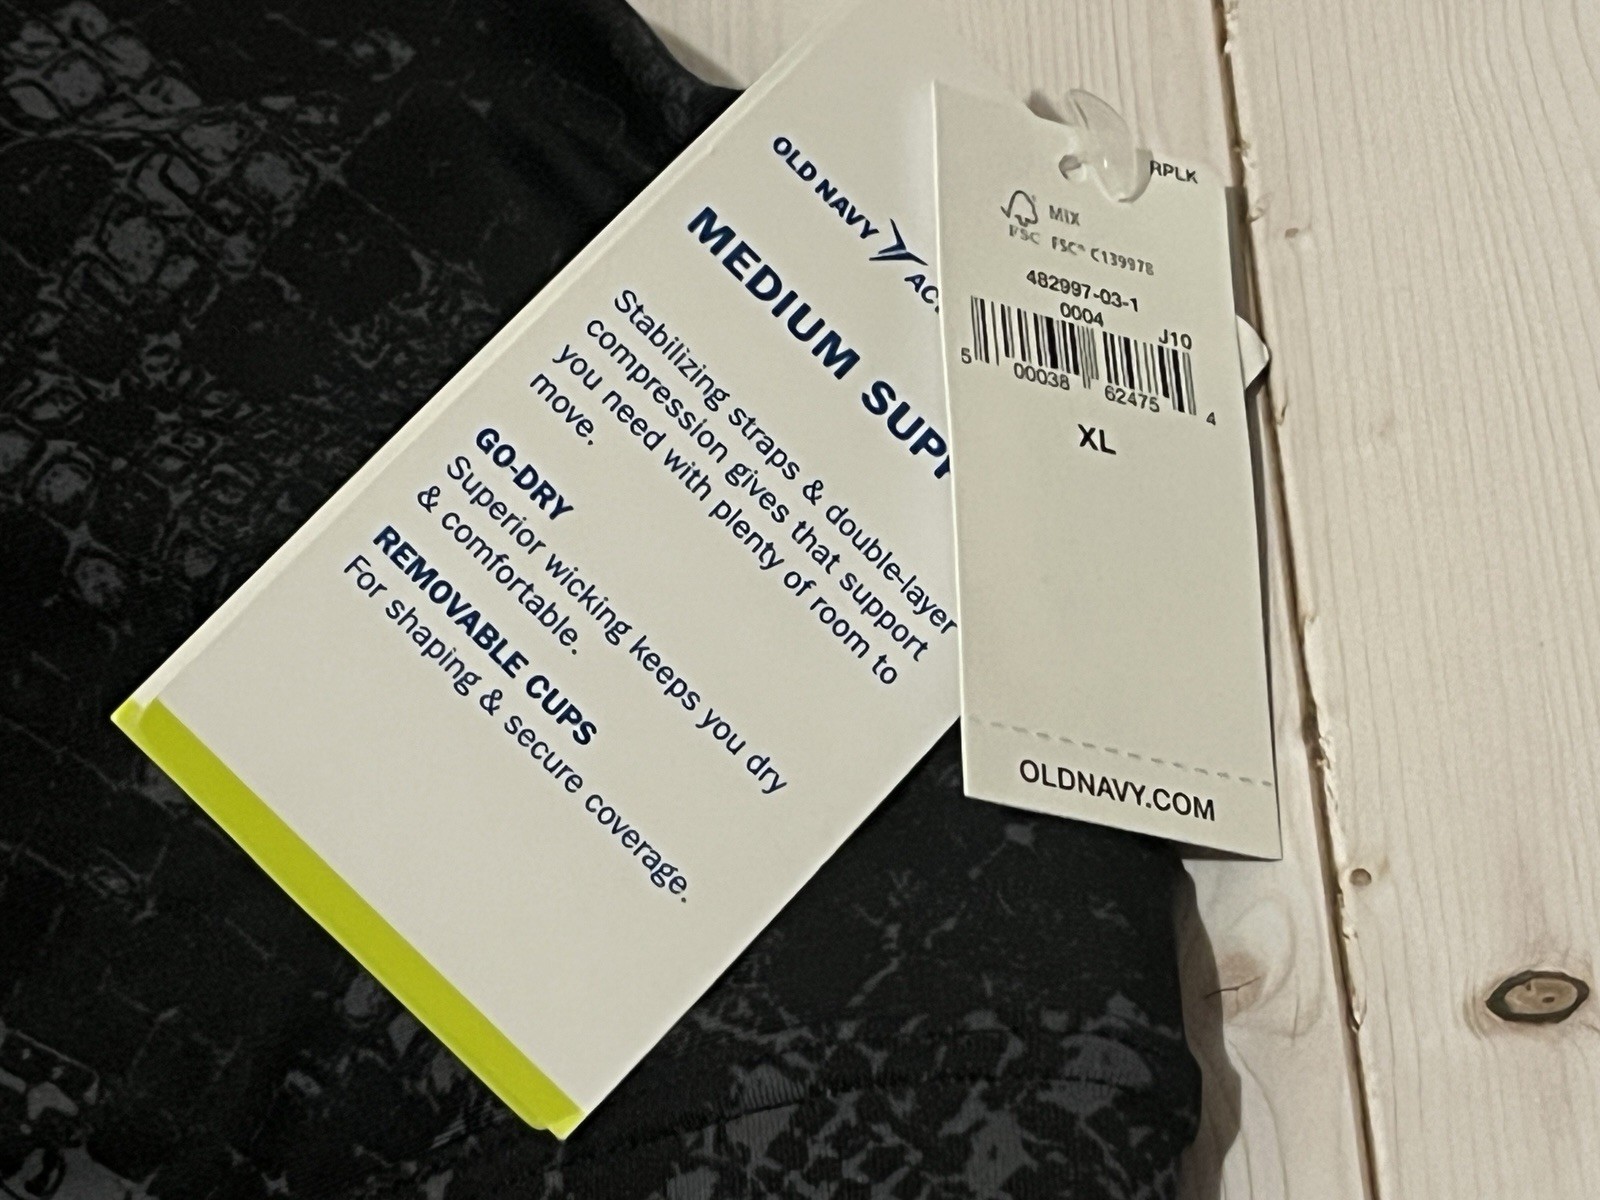 OLD NAVY
MEDIUM
Stabilizing straps & double-layer
compression gives that support
you need with plenty of room to
move.
GO-DRY
Superior wicking keeps you dry
& comfortable.
REMOVABLE CUPS
For shaping & secure coverage.
RPLK
MIX
FSC FSC® C139978
482997-03-1
0004 J10
5 00038 62475 4
XL
OLDNAVY.COM